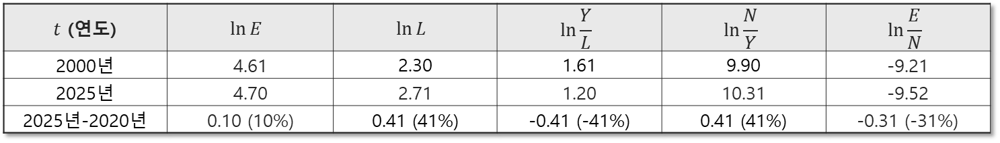 t (연도) ln E ln L ln Y/L ln N/Y ln E/N
2000년 4.61 2.30 1.61 9.90 -9.21
2025년 4.70 2.71 1.20 10.31 -9.52
2025년-2020년 0.10 (10%) 0.41 (41%) -0.41 (-41%) 0.41 (41%) -0.31 (-31%)